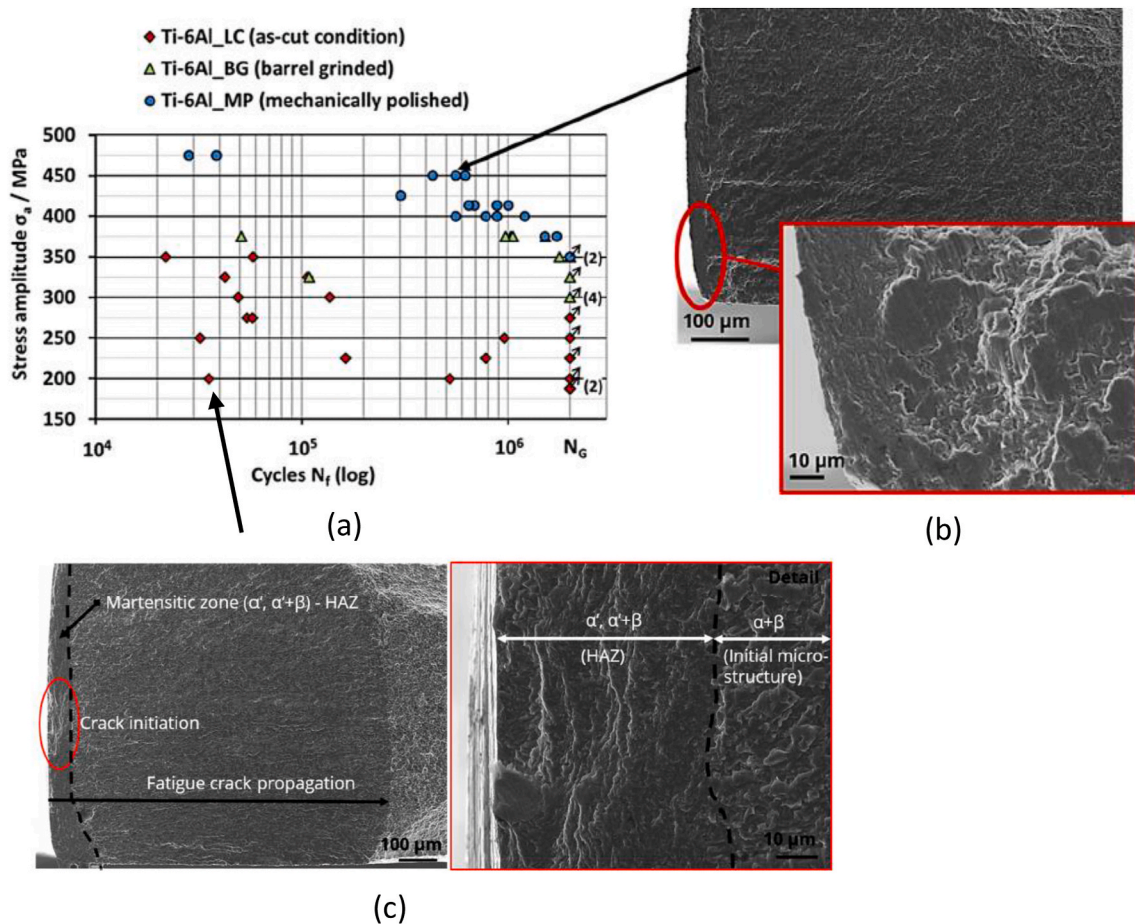 Ti-6Al_LC (as-cut condition)
Ti-6Al_BG (barrel grinded)
Ti-6Al_MP (mechanically polished)
Stress amplitude σₐ / MPa
500
450
400
350
300
250
200
150
(2)
(4)
(2)
10⁴
10⁵
10⁶
N_G
Cycles N_f (log)
(a)
100 µm
10 µm
(b)
Martensitic zone (α', α'+β) - HAZ
Crack initiation
Fatigue crack propagation
100 µm
Detail
α', α'+β
(HAZ)
α+β
(Initial micro-
structure)
10 µm
(c)